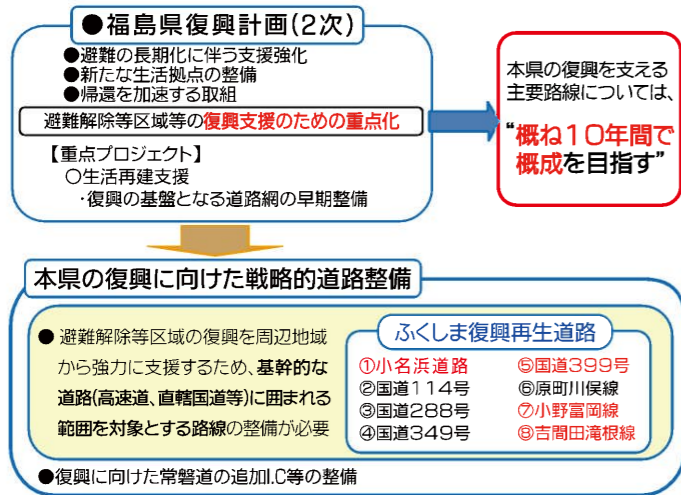 ●福島県復興計画(2次)
●避難の長期化に伴う支援強化
●新たな生活拠点の整備
●帰還を加速する取組
避難解除等区域等の復興支援のための重点化
【重点プロジェクト】
○生活再建支援
・復興の基盤となる道路網の早期整備
本県の復興を支える
主要路線については、
“概ね10年間で
概成を目指す”
本県の復興に向けた戦略的道路整備
● 避難解除等区域の復興を周辺地域
から強力に支援するため、基幹的な
道路(高速道、直轄国道等)に囲まれる
範囲を対象とする路線の整備が必要
ふくしま復興再生道路
①小名浜道路
②国道114号
③国道288号
④国道349号
⑤国道399号
⑥原町川俣線
⑦小野富岡線
⑧吉間田滝根線
●復興に向けた常磐道の追加I.C等の整備